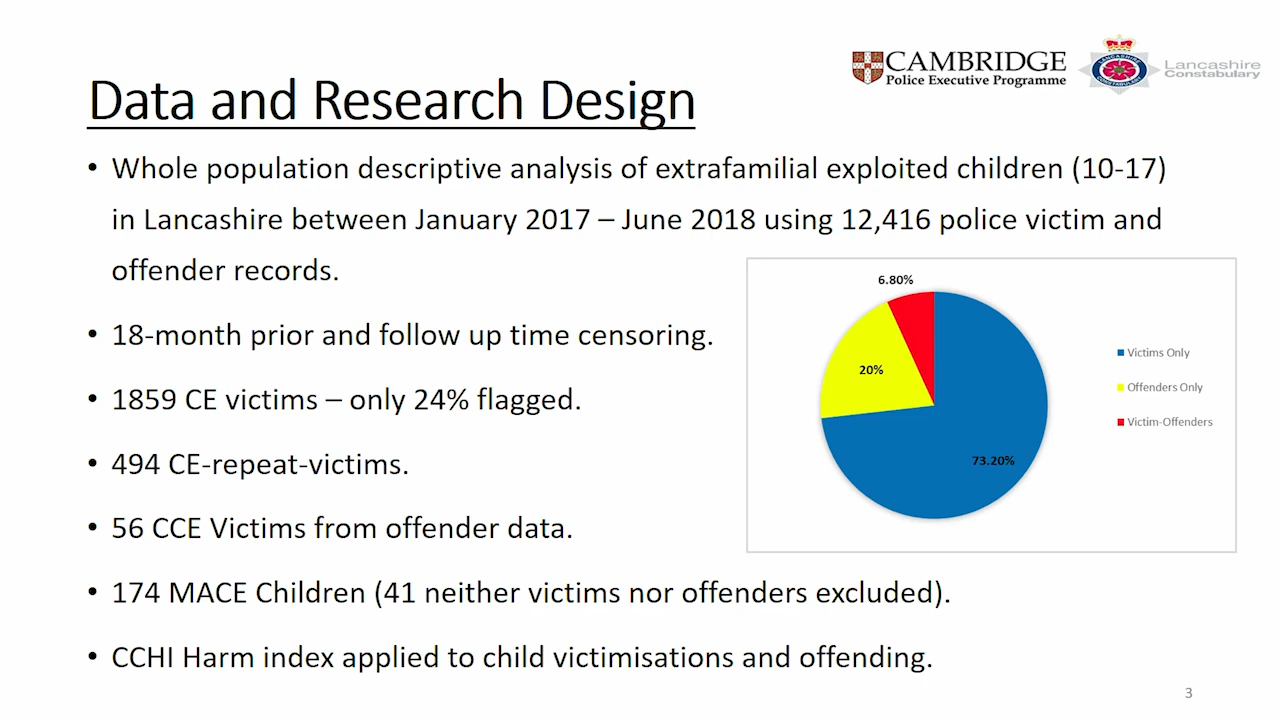 CAMBRIDGE
Police Executive Programme
LANCASHIRE
CONSTABULARY
Lancashire
Constabulary
Data and Research Design
• Whole population descriptive analysis of extrafamilial exploited children (10-17)
in Lancashire between January 2017 – June 2018 using 12,416 police victim and
offender records.
• 18-month prior and follow up time censoring.
• 1859 CE victims – only 24% flagged.
• 494 CE-repeat-victims.
• 56 CCE Victims from offender data.
• 174 MACE Children (41 neither victims nor offenders excluded).
• CCHI Harm index applied to child victimisations and offending.
6.80%
20%
73.20%
Victims Only
Offenders Only
Victim-Offenders
3